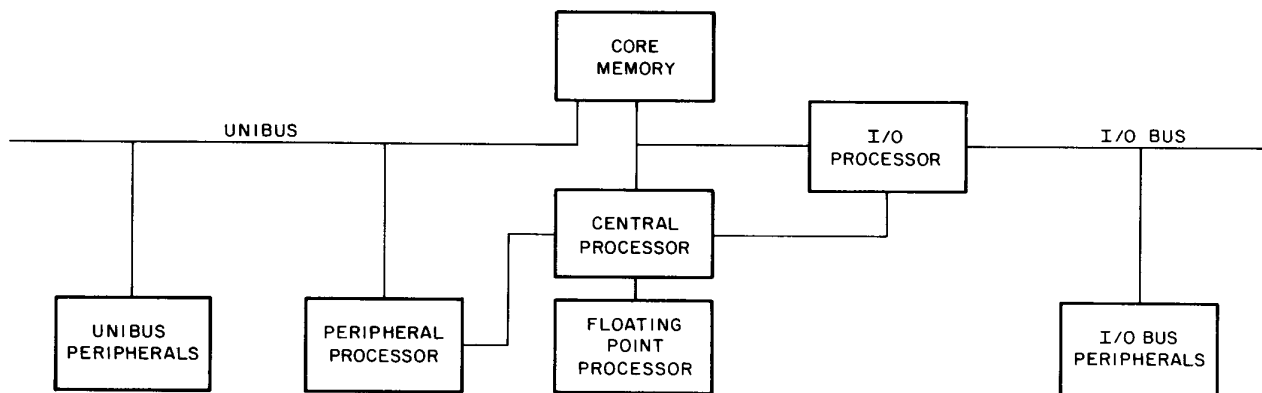 CORE
MEMORY
UNIBUS
I/O
PROCESSOR
I/O BUS
CENTRAL
PROCESSOR
UNIBUS
PERIPHERALS
PERIPHERAL
PROCESSOR
FLOATING
POINT
PROCESSOR
I/O BUS
PERIPHERALS